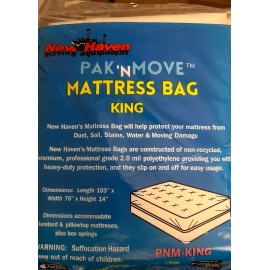 New Haven
moving equipment
PAK 'N MOVE™
MATTRESS BAG
KING
New Haven's Mattress Bag will help protect your mattress from
Dust, Soil, Stains, Water & Moving Damage
New Haven's Mattress Bags are constructed of non-recycled,
premium, professional grade 2.0 mil polyethylene providing you with
heavy-duty protection, and they slip on and off for easy usage.
Dimensions: Length 103" x
Width 76" x Height 14"
Dimensions accommodate
standard & pillowtop mattreses,
plus box springs
WARNING: Suffocation Hazard
Keep out of reach of children.
PNM-KING